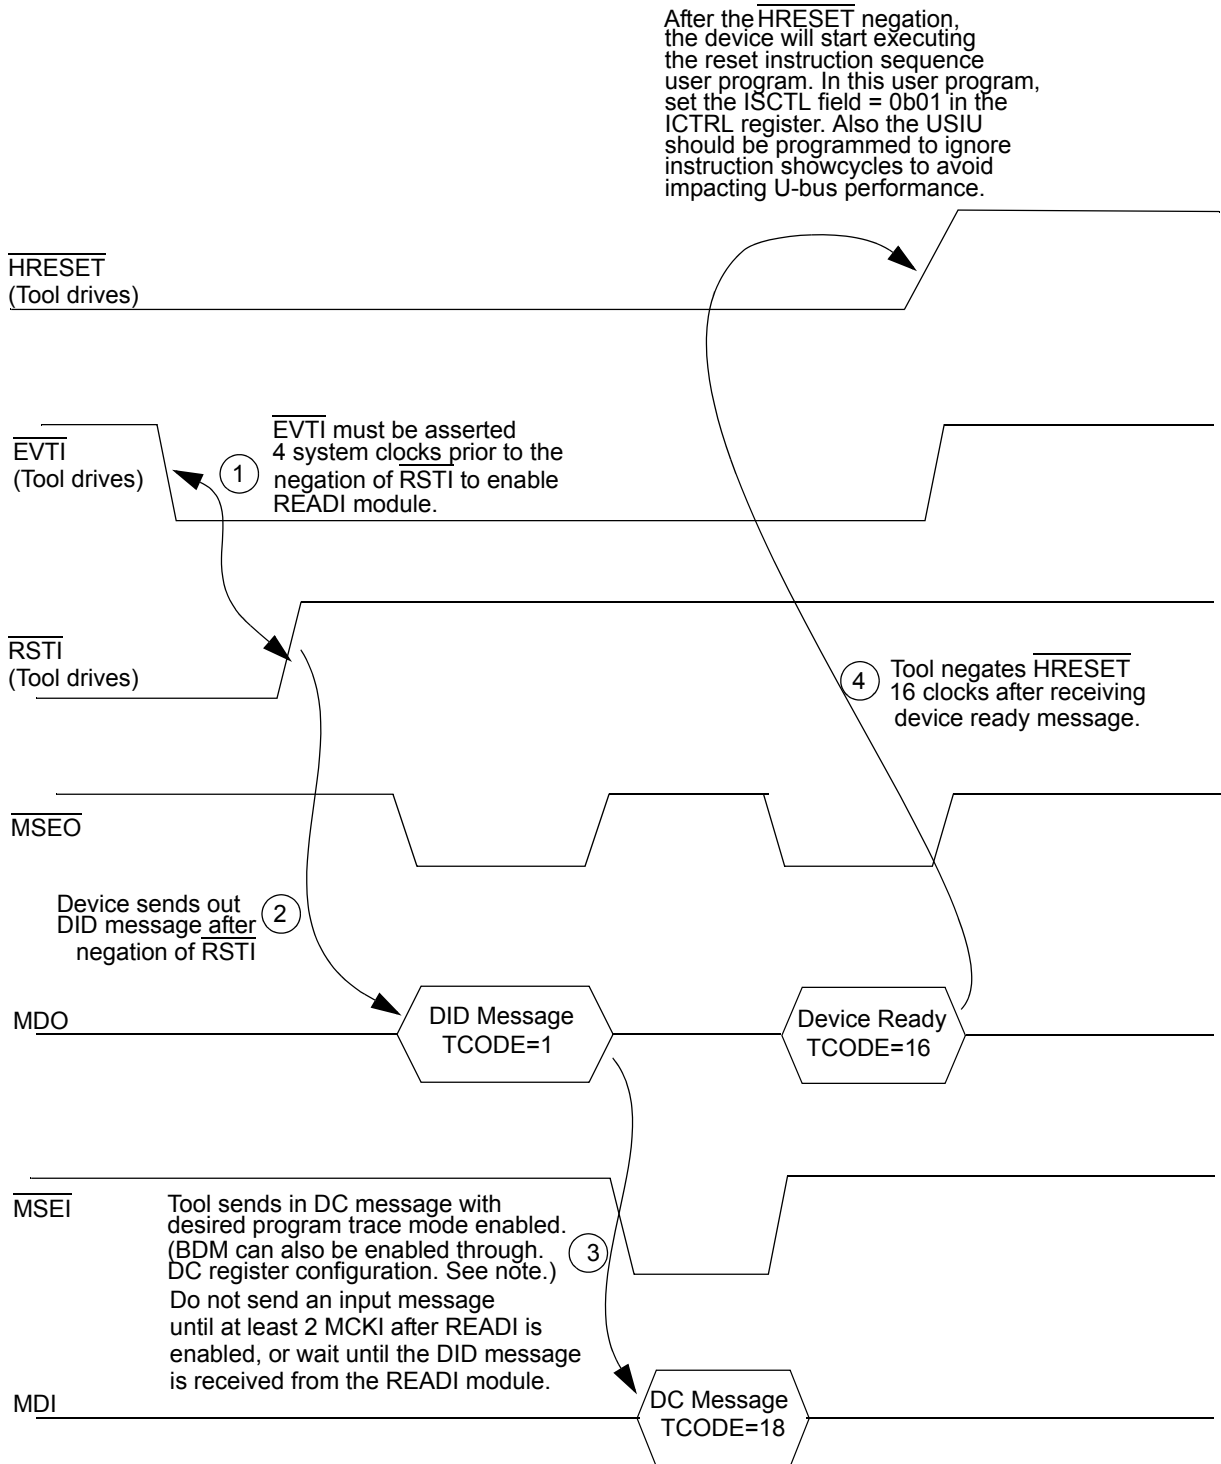 After the HRESET negation,
the device will start executing
the reset instruction sequence
user program. In this user program,
set the ISCTL field = 0b01 in the
ICTRL register. Also the USIU
should be programmed to ignore
instruction showcycles to avoid
impacting U-bus performance.
HRESET
(Tool drives)
EVTI
(Tool drives)
1
EVTI must be asserted
4 system clocks prior to the
negation of RSTI to enable
READI module.
RSTI
(Tool drives)
4
Tool negates HRESET
16 clocks after receiving
device ready message.
MSEO
Device sends out
DID message after
negation of RSTI
2
MDO
DID Message
TCODE=1
Device Ready
TCODE=16
MSEI
Tool sends in DC message with
desired program trace mode enabled.
(BDM can also be enabled through.
DC register configuration. See note.)
3
Do not send an input message
until at least 2 MCKI after READI is
enabled, or wait until the DID message
is received from the READI module.
MDI
DC Message
TCODE=18